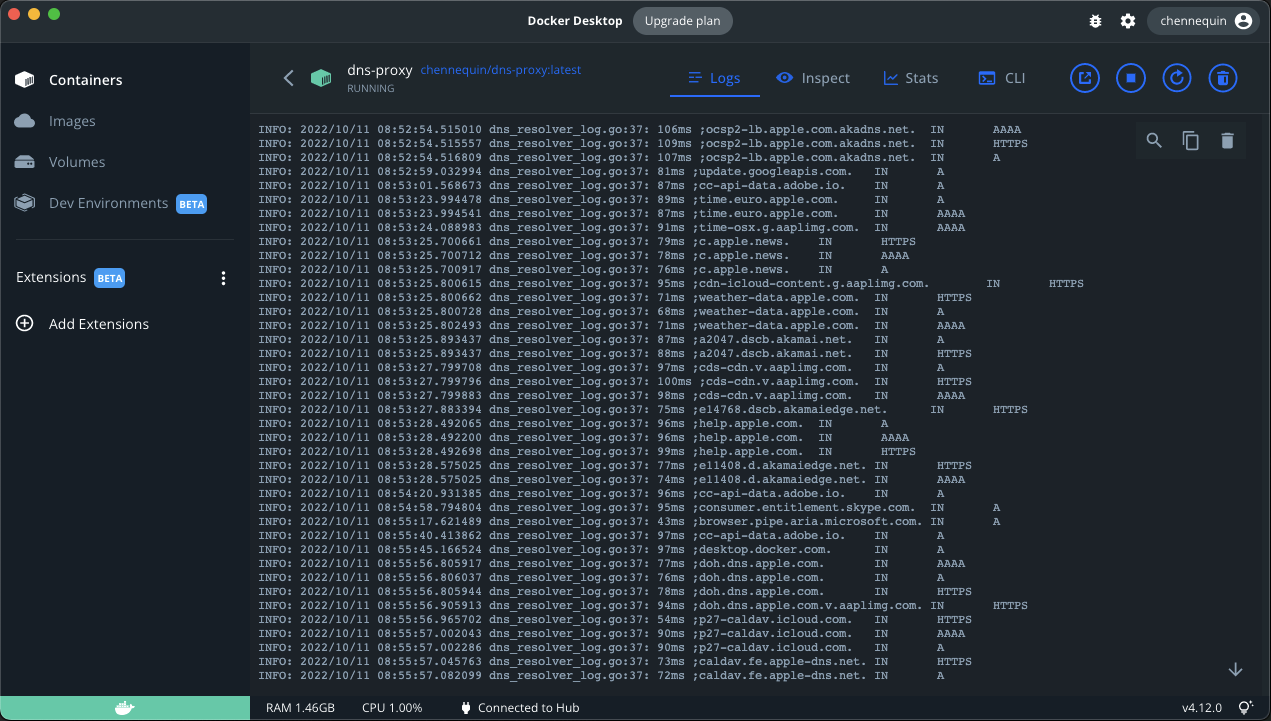 Docker Desktop Upgrade plan chennequin
Containers
Images
Volumes
Dev Environments BETA
Extensions BETA
Add Extensions
dns-proxy chennequin/dns-proxy:latest
RUNNING
Logs Inspect Stats CLI
INFO: 2022/10/11 08:52:54.515010 dns_resolver_log.go:37: 106ms ;ocsp2-lb.apple.com.akadns.net. IN AAAA
INFO: 2022/10/11 08:52:54.515557 dns_resolver_log.go:37: 109ms ;ocsp2-lb.apple.com.akadns.net. IN HTTPS
INFO: 2022/10/11 08:52:54.516809 dns_resolver_log.go:37: 107ms ;ocsp2-lb.apple.com.akadns.net. IN A
INFO: 2022/10/11 08:52:59.032994 dns_resolver_log.go:37: 81ms ;update.googleapis.com. IN A
INFO: 2022/10/11 08:53:01.568673 dns_resolver_log.go:37: 87ms ;cc-api-data.adobe.io. IN A
INFO: 2022/10/11 08:53:23.994478 dns_resolver_log.go:37: 89ms ;time.euro.apple.com. IN A
INFO: 2022/10/11 08:53:23.994541 dns_resolver_log.go:37: 87ms ;time.euro.apple.com. IN AAAA
INFO: 2022/10/11 08:53:24.088983 dns_resolver_log.go:37: 91ms ;time-osx.g.aaplimg.com. IN AAAA
INFO: 2022/10/11 08:53:25.700661 dns_resolver_log.go:37: 79ms ;c.apple.news. IN HTTPS
INFO: 2022/10/11 08:53:25.700712 dns_resolver_log.go:37: 78ms ;c.apple.news. IN AAAA
INFO: 2022/10/11 08:53:25.700917 dns_resolver_log.go:37: 76ms ;c.apple.news. IN A
INFO: 2022/10/11 08:53:25.800615 dns_resolver_log.go:37: 95ms ;cdn-icloud-content.g.aaplimg.com. IN HTTPS
INFO: 2022/10/11 08:53:25.800662 dns_resolver_log.go:37: 71ms ;weather-data.apple.com. IN HTTPS
INFO: 2022/10/11 08:53:25.800728 dns_resolver_log.go:37: 68ms ;weather-data.apple.com. IN A
INFO: 2022/10/11 08:53:25.802493 dns_resolver_log.go:37: 71ms ;weather-data.apple.com. IN AAAA
INFO: 2022/10/11 08:53:25.893437 dns_resolver_log.go:37: 87ms ;a2047.dscb.akamai.net. IN A
INFO: 2022/10/11 08:53:25.893437 dns_resolver_log.go:37: 88ms ;a2047.dscb.akamai.net. IN HTTPS
INFO: 2022/10/11 08:53:27.799708 dns_resolver_log.go:37: 97ms ;cds-cdn.v.aaplimg.com. IN A
INFO: 2022/10/11 08:53:27.799796 dns_resolver_log.go:37: 100ms ;cds-cdn.v.aaplimg.com. IN HTTPS
INFO: 2022/10/11 08:53:27.799883 dns_resolver_log.go:37: 98ms ;cds-cdn.v.aaplimg.com. IN AAAA
INFO: 2022/10/11 08:53:27.883394 dns_resolver_log.go:37: 75ms ;e14768.dscb.akamaiedge.net. IN HTTPS
INFO: 2022/10/11 08:53:28.492065 dns_resolver_log.go:37: 96ms ;help.apple.com. IN A
INFO: 2022/10/11 08:53:28.492200 dns_resolver_log.go:37: 96ms ;help.apple.com. IN AAAA
INFO: 2022/10/11 08:53:28.492698 dns_resolver_log.go:37: 99ms ;help.apple.com. IN HTTPS
INFO: 2022/10/11 08:53:28.575025 dns_resolver_log.go:37: 77ms ;e11408.d.akamaiedge.net. IN HTTPS
INFO: 2022/10/11 08:53:28.575025 dns_resolver_log.go:37: 74ms ;e11408.d.akamaiedge.net. IN AAAA
INFO: 2022/10/11 08:54:20.931385 dns_resolver_log.go:37: 96ms ;cc-api-data.adobe.io. IN A
INFO: 2022/10/11 08:54:58.794804 dns_resolver_log.go:37: 95ms ;consumer.entitlement.skype.com. IN A
INFO: 2022/10/11 08:55:17.621489 dns_resolver_log.go:37: 43ms ;browser.pipe.aria.microsoft.com. IN A
INFO: 2022/10/11 08:55:40.413862 dns_resolver_log.go:37: 97ms ;cc-api-data.adobe.io. IN A
INFO: 2022/10/11 08:55:45.166524 dns_resolver_log.go:37: 97ms ;desktop.docker.com. IN A
INFO: 2022/10/11 08:55:56.805917 dns_resolver_log.go:37: 77ms ;doh.dns.apple.com. IN AAAA
INFO: 2022/10/11 08:55:56.806037 dns_resolver_log.go:37: 76ms ;doh.dns.apple.com. IN A
INFO: 2022/10/11 08:55:56.805944 dns_resolver_log.go:37: 78ms ;doh.dns.apple.com. IN HTTPS
INFO: 2022/10/11 08:55:56.905913 dns_resolver_log.go:37: 94ms ;doh.dns.apple.com.v.aaplimg.com. IN HTTPS
INFO: 2022/10/11 08:55:56.965702 dns_resolver_log.go:37: 54ms ;p27-caldav.icloud.com. IN HTTPS
INFO: 2022/10/11 08:55:57.002043 dns_resolver_log.go:37: 90ms ;p27-caldav.icloud.com. IN AAAA
INFO: 2022/10/11 08:55:57.002286 dns_resolver_log.go:37: 90ms ;p27-caldav.icloud.com. IN A
INFO: 2022/10/11 08:55:57.045763 dns_resolver_log.go:37: 73ms ;caldav.fe.apple-dns.net. IN HTTPS
INFO: 2022/10/11 08:55:57.082099 dns_resolver_log.go:37: 72ms ;caldav.fe.apple-dns.net. IN A
RAM 1.46GB CPU 1.00% Connected to Hub v4.12.0